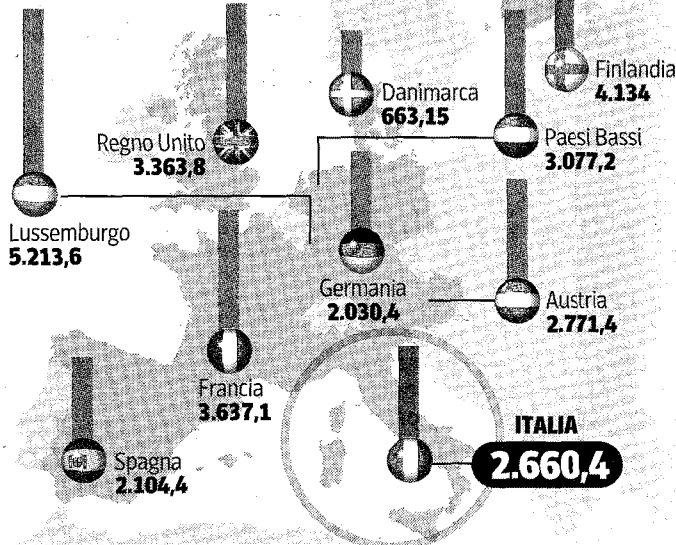 Finlandia
4.134
Danimarca
663,15
Regno Unito
3.363,8
Paesi Bassi
3.077,2
Lussemburgo
5.213,6
Germania
2.030,4
Austria
2.771,4
Francia
3.637,1
ITALIA
2.660,4
Spagna
2.104,4